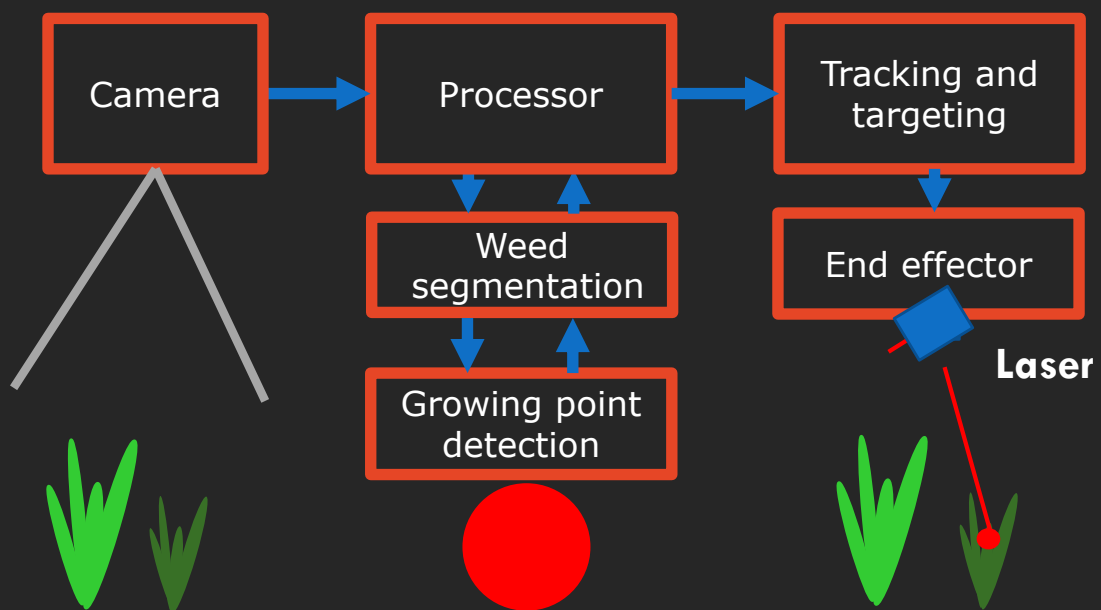 Camera
Processor
Tracking and
targeting
Weed
segmentation
End effector
Laser
Growing point
detection